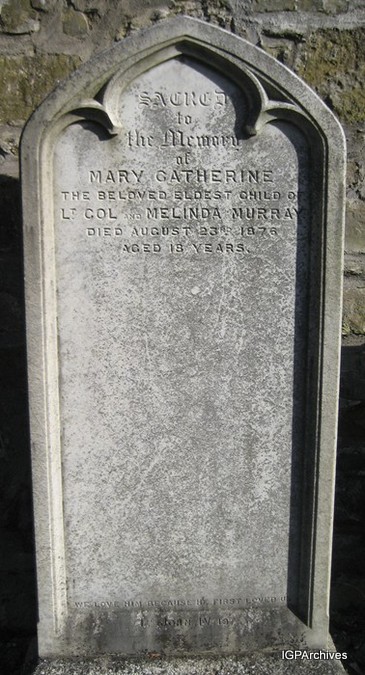 SACRED
to
the Memory
of
MARY CATHERINE
THE BELOVED ELDEST CHILD OF
LT COL AND MELINDA MURRAY
DIED AUGUST 23RD 1876
AGED 18 YEARS.
WE LOVE HIM BECAUSE HE FIRST LOVED U
IGPArchives